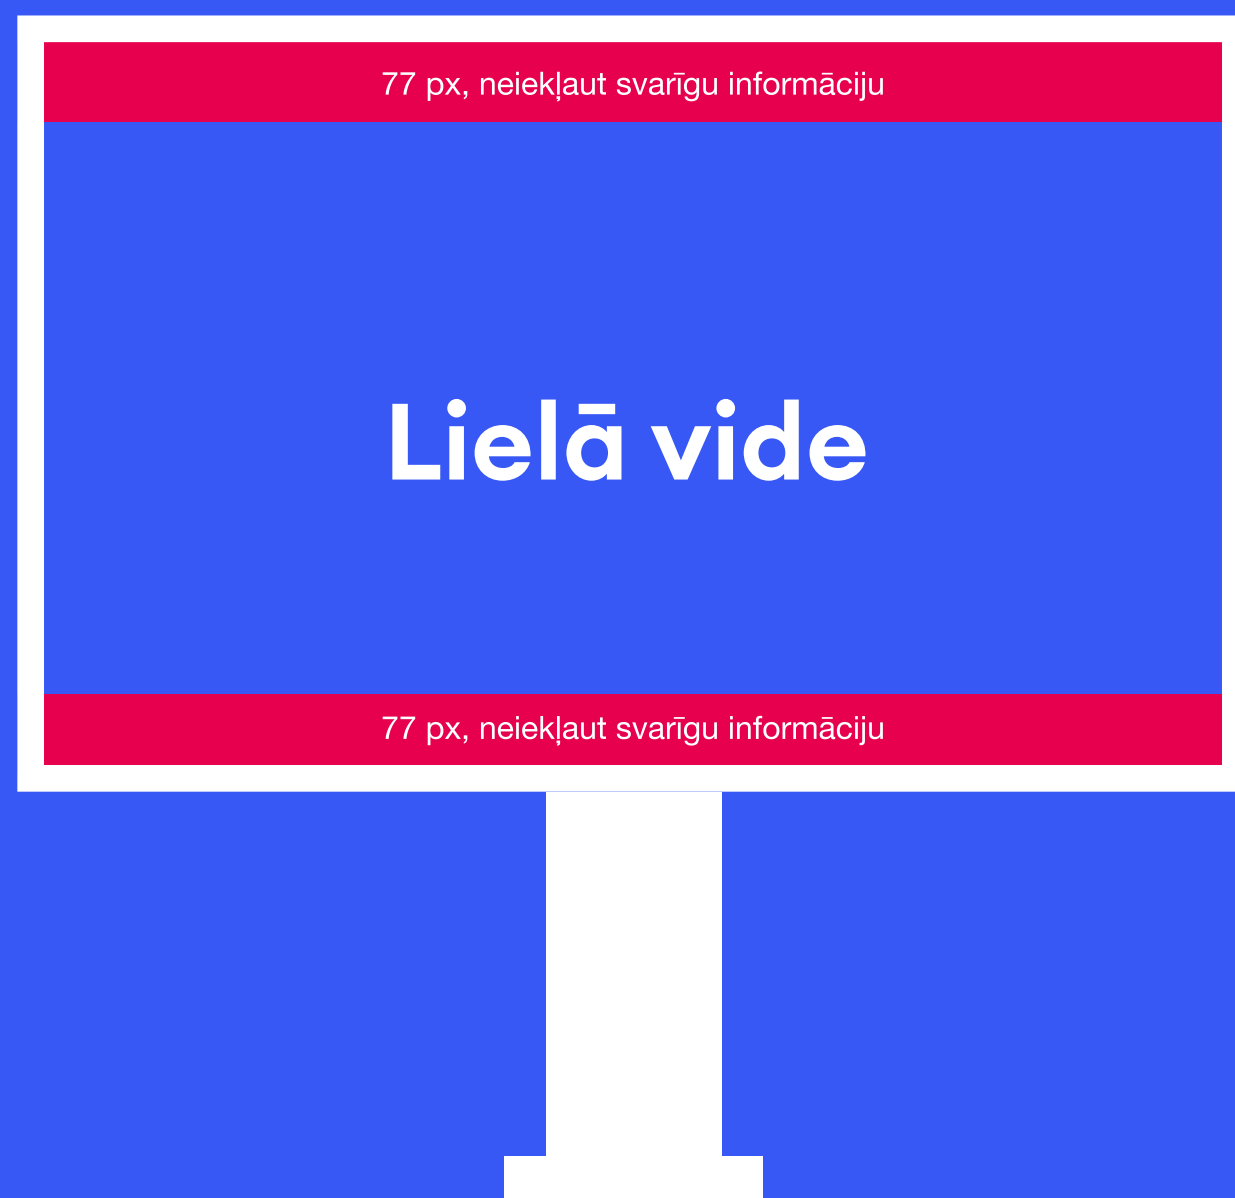 77 px, neiekļaut svarīgu informāciju
Lielā vide
77 px, neiekļaut svarīgu informāciju